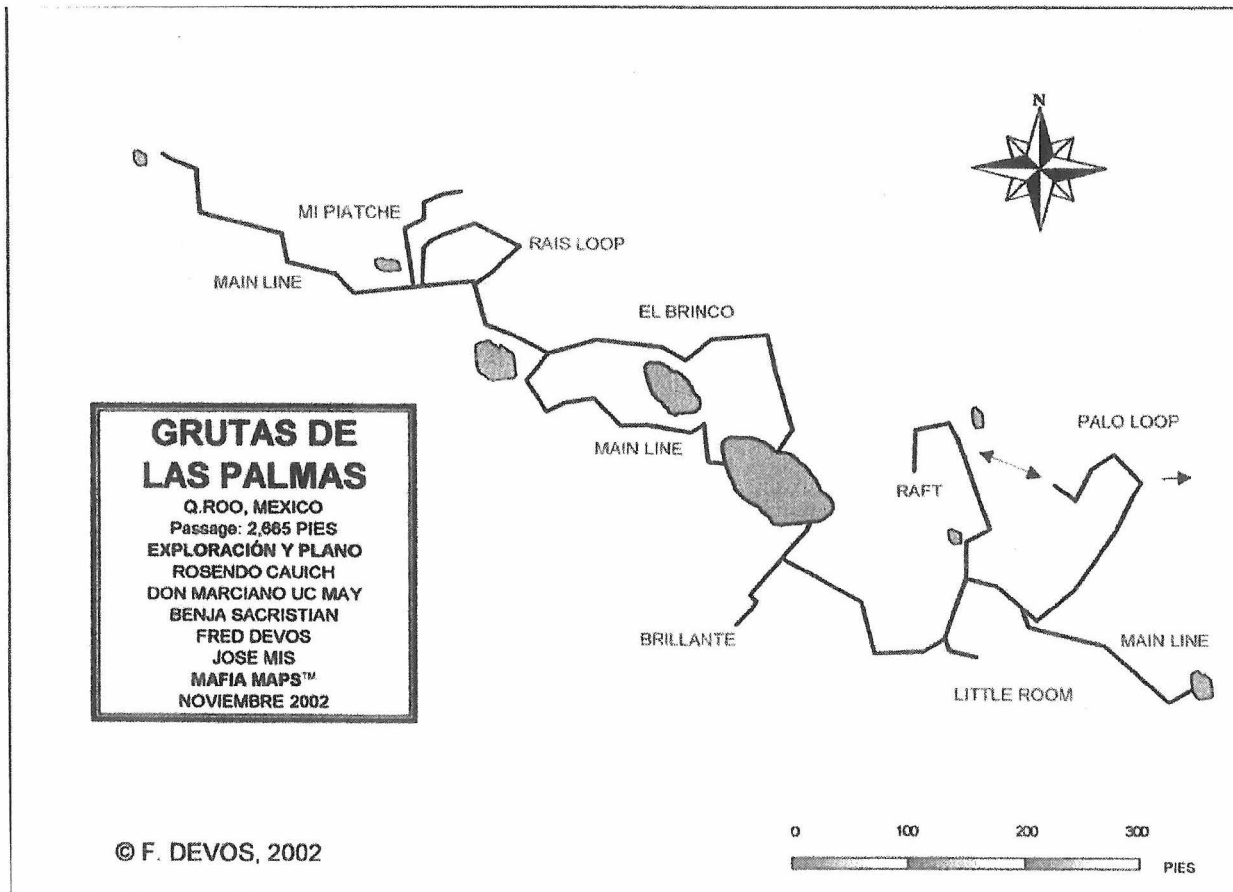 N
MI PIATCHE
RAIS LOOP
MAIN LINE
EL BRINCO
MAIN LINE
PALO LOOP
RAFT
BRILLANTE
MAIN LINE
LITTLE ROOM
GRUTAS DE
LAS PALMAS
Q.ROO, MEXICO
Passage: 2,665 PIES
EXPLORACIÓN Y PLANO
ROSENDO CAUICH
DON MARCIANO UC MAY
BENJA SACRISTIAN
FRED DEVOS
JOSE MIS
MAFIA MAPS™
NOVIEMBRE 2002
© F. DEVOS, 2002
0 100 200 300
PIES